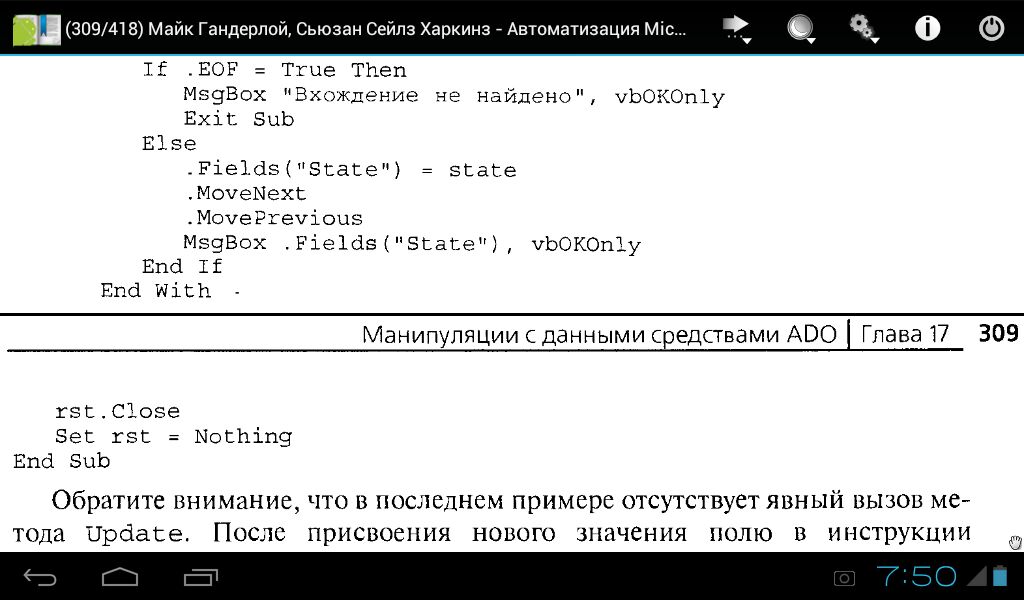 (309/418) Майк Гандерлой, Сьюзан Сейлз Харкинз - Автоматизация Mic...
If .EOF = True Then
MsgBox "Вхождение не найдено", vbOKOnly
Exit Sub
Else
.Fields("State") = state
.MoveNext
.MovePrevious
MsgBox .Fields("State"), vbOKOnly
End If
End With -
Манипуляции с данными средствами ADO | Глава 17 309
rst.Close
Set rst = Nothing
End Sub
Обратите внимание, что в последнем примере отсутствует явный вызов ме-
тода Update. После присвоения нового значения полю в инструкции
7:50